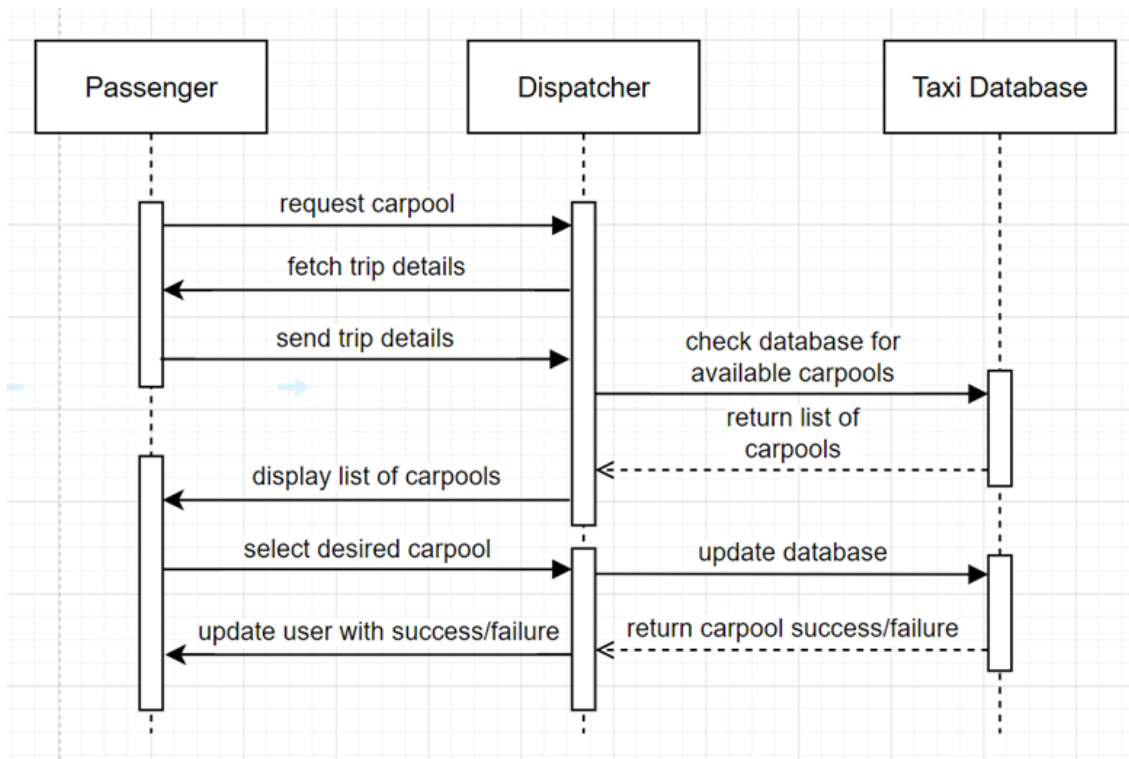 Passenger
Dispatcher
Taxi Database
request carpool
fetch trip details
send trip details
check database for
available carpools
return list of
carpools
display list of carpools
select desired carpool
update database
update user with success/failure
return carpool success/failure